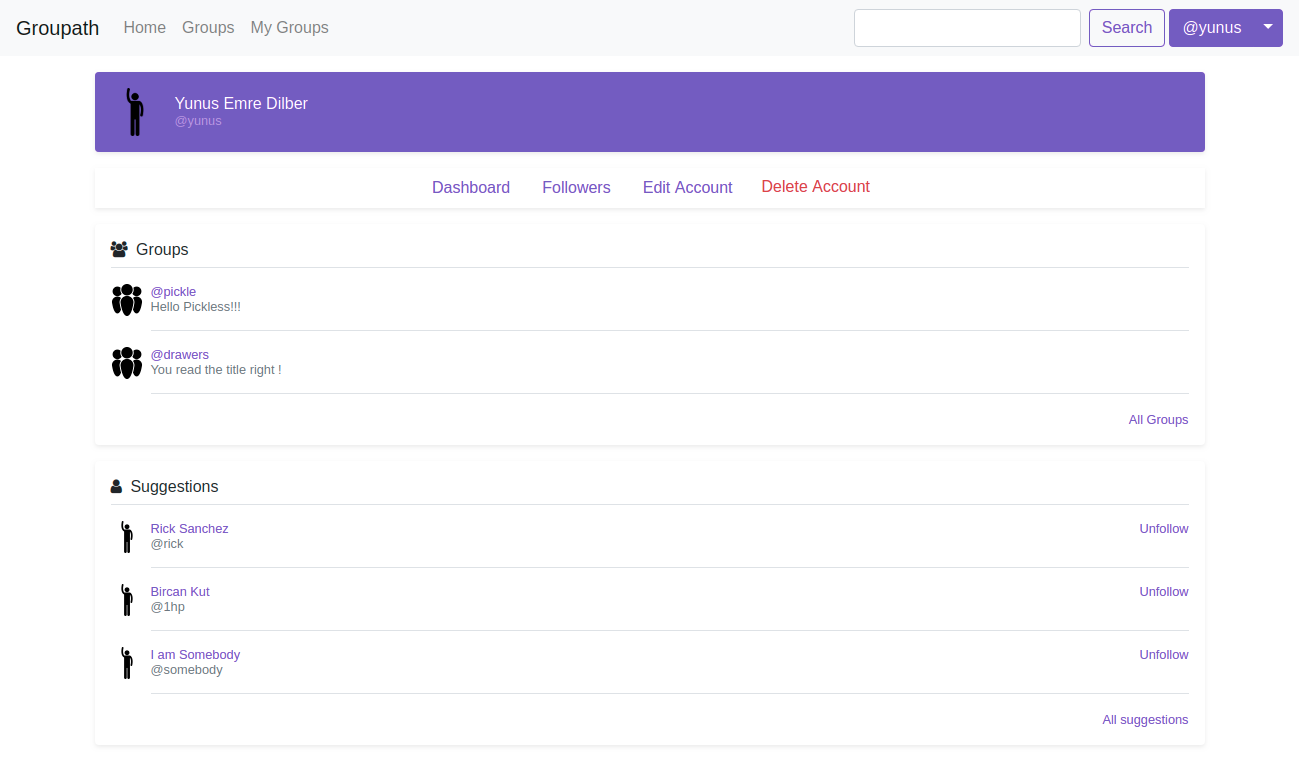 Groupath Home Groups My Groups Search @yunus
Yunus Emre Dilber
@yunus
Dashboard Followers Edit Account Delete Account
Groups
@pickle
Hello Pickless!!!
@drawers
You read the title right !
All Groups
Suggestions
Rick Sanchez Unfollow
@rick
Bircan Kut Unfollow
@1hp
I am Somebody Unfollow
@somebody
All suggestions